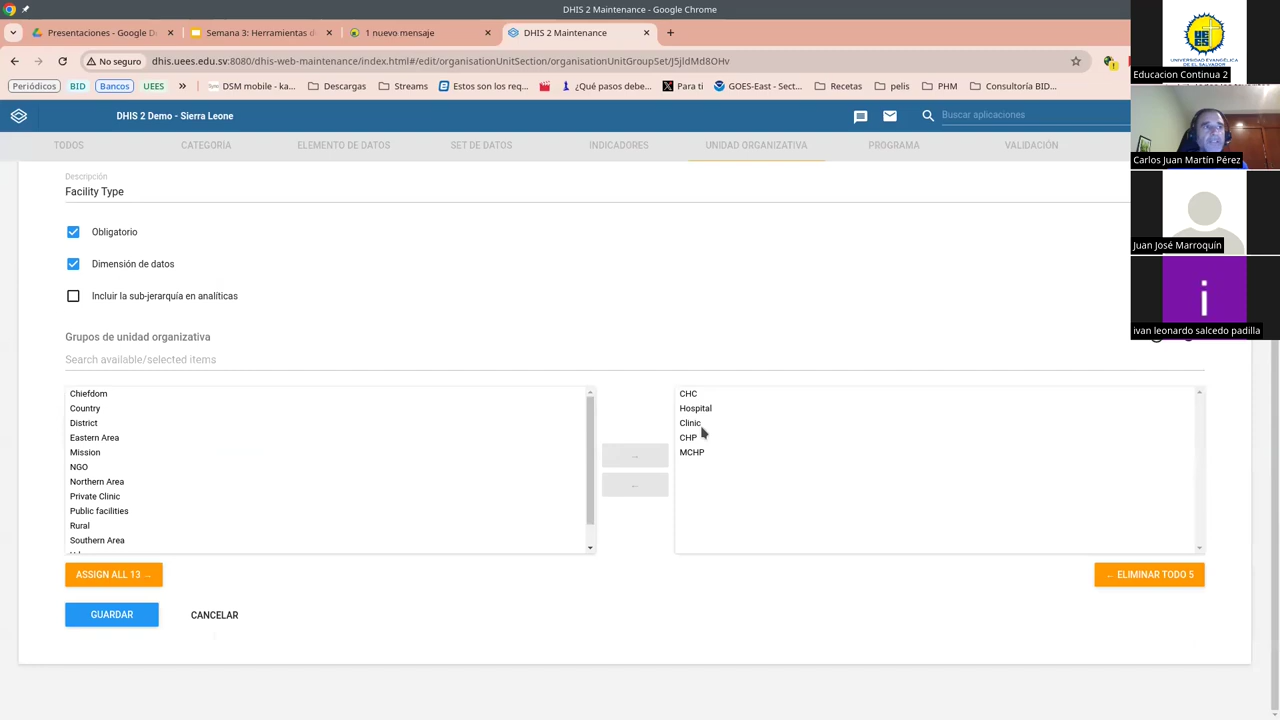 DHIS 2 Maintenance - Google Chrome
Presentaciones - Google D
Semana 3: Herramientas d
1 nuevo mensaje
DHIS 2 Maintenance
No seguro
dhis.uees.edu.sv:8080/dhis-web-maintenance/index.html#/edit/organisationUnitSection/organisationUnitGroupSet/J5jldMd8OHv
Periódicos
BID
Bancos
UEES
DSM mobile - ka...
Descargas
Streams
Estos son los req...
¿Qué pasos debe...
Para ti
GOES-East - Sect...
Recetas
pelis
PHM
Consultoría BID...
DHIS 2 Demo - Sierra Leone
Buscar aplicaciones
TODOS
CATEGORÍA
ELEMENTO DE DATOS
SET DE DATOS
INDICADORES
UNIDAD ORGANIZATIVA
PROGRAMA
VALIDACIÓN
Descripción
Facility Type
Obligatorio
Dimensión de datos
Incluir la sub-jerarquía en analíticas
Grupos de unidad organizativa
Search available/selected items
Chiefdom
Country
District
Eastern Area
Mission
NGO
Northern Area
Private Clinic
Public facilities
Rural
Southern Area
CHC
Hospital
Clinic
CHP
MCHP
→
←
ASSIGN ALL 13 →
← ELIMINAR TODO 5
GUARDAR
CANCELAR
UEES
UNIVERSIDAD EVANGÉLICA
DE EL SALVADOR
Educacion Continua 2
Carlos Juan Martín Pérez
Juan José Marroquín
i
ivan leonardo salcedo padilla